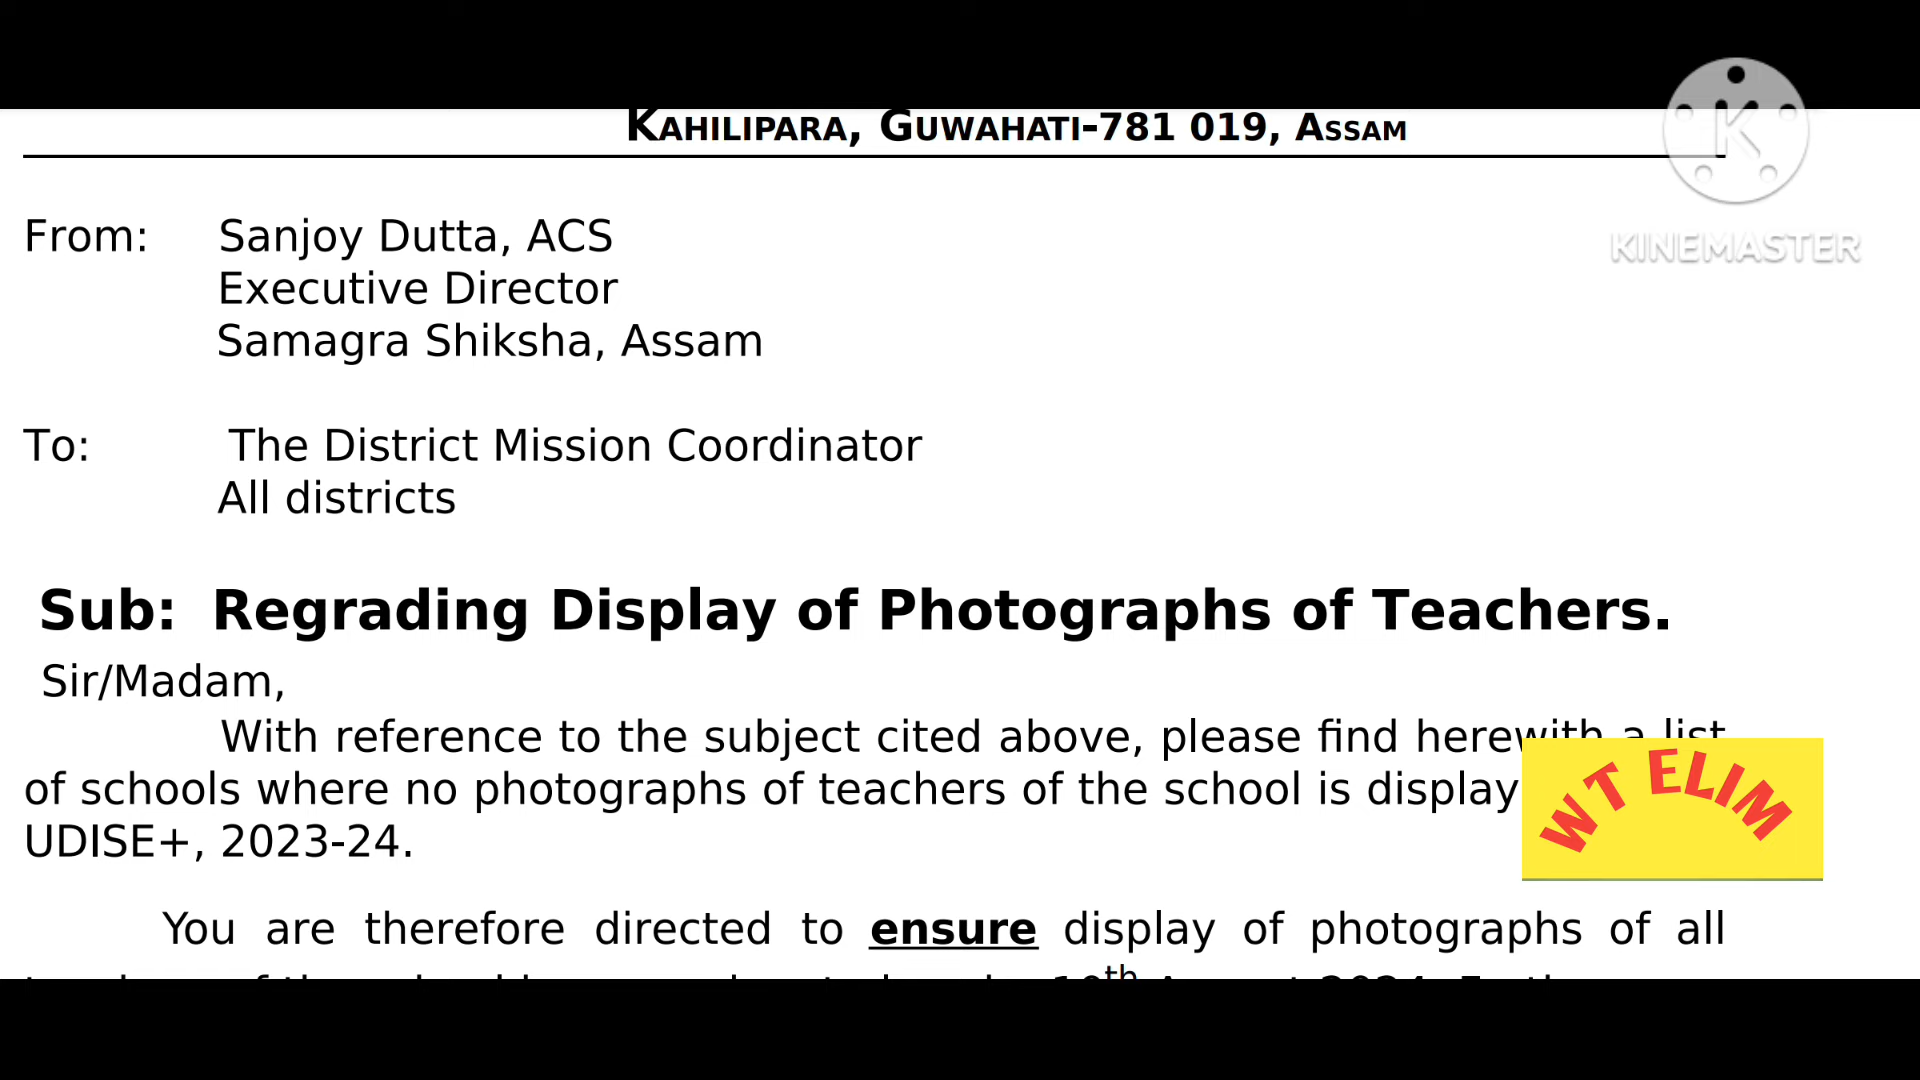 KAHILIPARA, GUWAHATI-781 019, ASSAM
K
KINEMASTER
From: Sanjoy Dutta, ACS
Executive Director
Samagra Shiksha, Assam
To: The District Mission Coordinator
All districts
Sub: Regrading Display of Photographs of Teachers.
Sir/Madam,
With reference to the subject cited above, please find herewith a list
of schools where no photographs of teachers of the school is display
WT ELIM
UDISE+, 2023-24.
You are therefore directed to ensure display of photographs of all